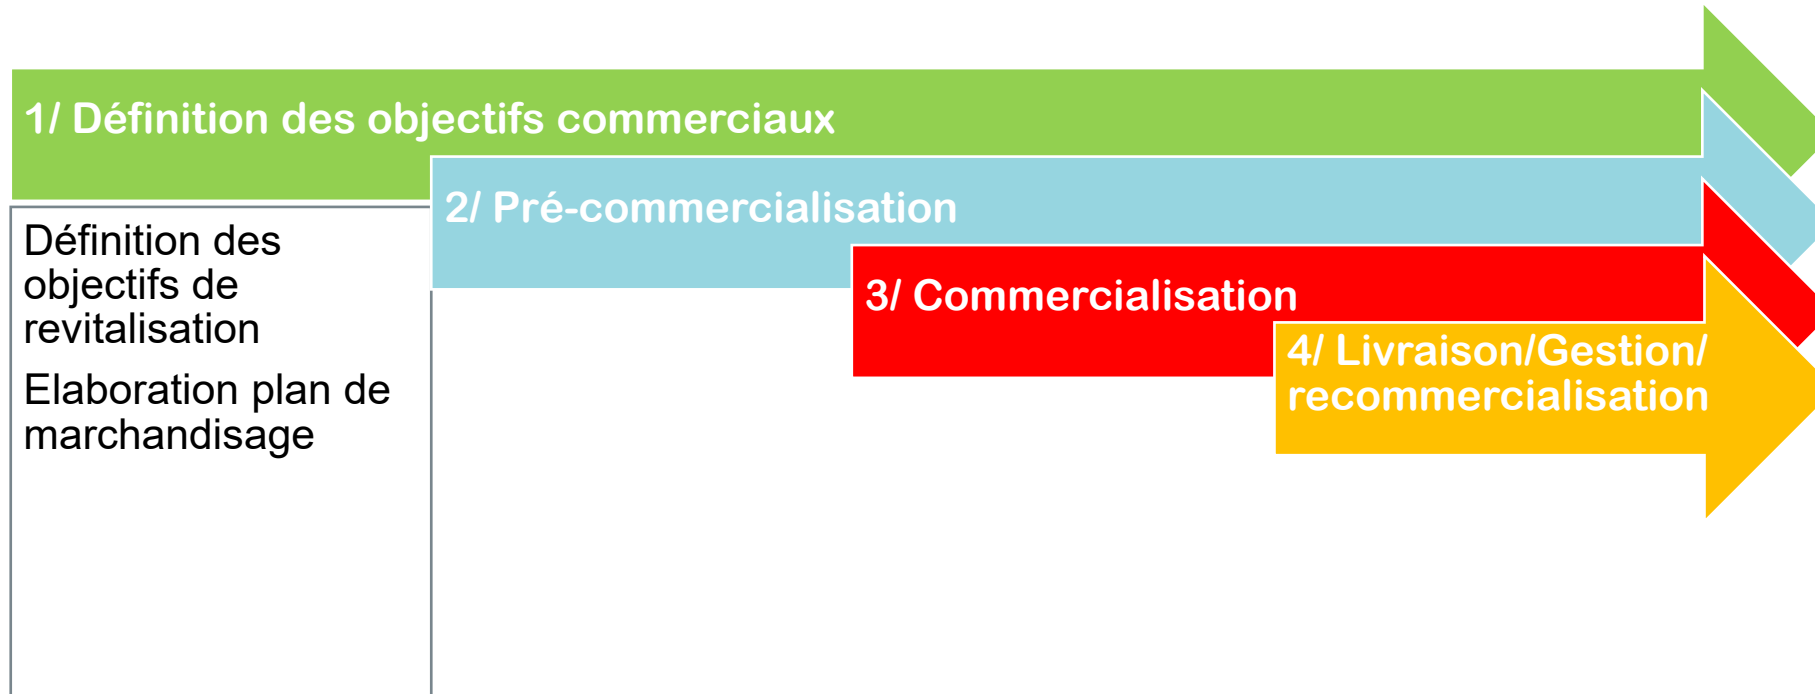 1/ Définition des objectifs commerciaux
2/ Pré-commercialisation
3/ Commercialisation
4/ Livraison/Gestion/
recommercialisation
Définition des
objectifs de
revitalisation
Elaboration plan de
marchandisage